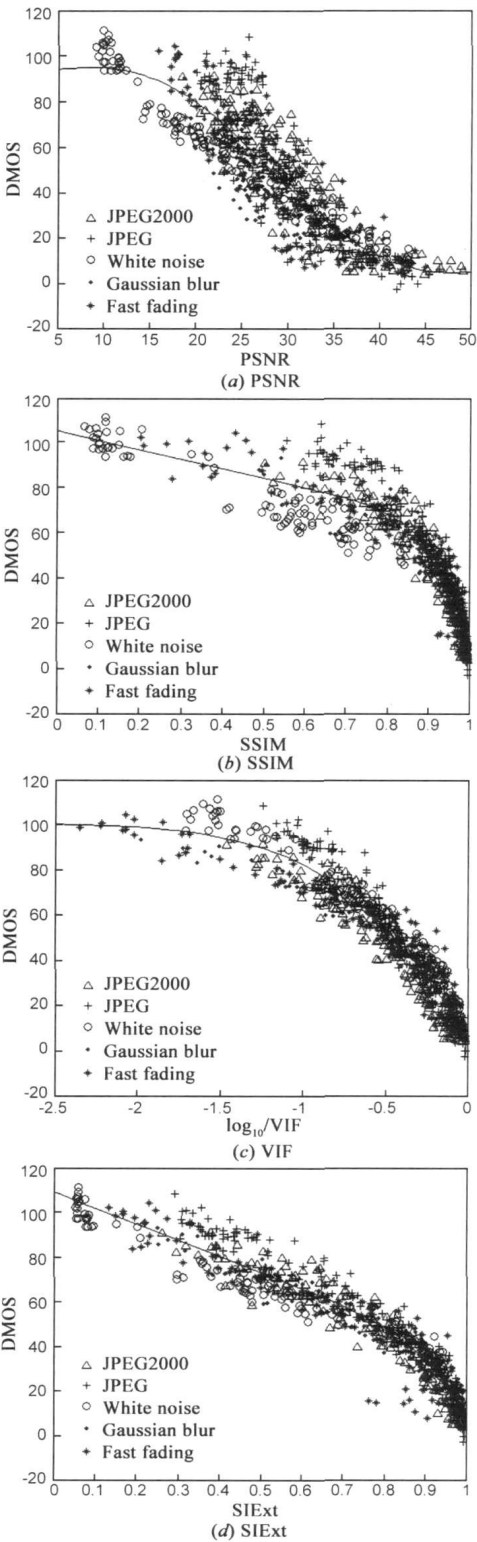 120
100
80
60
40
20
0
-20
DMOS
JPEG2000
JPEG
White noise
Gaussian blur
Fast fading
5 10 15 20 25 30 35 40 45 50
PSNR
(a) PSNR
120
100
80
60
40
20
0
-20
DMOS
JPEG2000
JPEG
White noise
Gaussian blur
Fast fading
0 0.1 0.2 0.3 0.4 0.5 0.6 0.7 0.8 0.9 1
SSIM
(b) SSIM
120
100
80
60
40
20
0
-20
DMOS
JPEG2000
JPEG
White noise
Gaussian blur
Fast fading
-2.5 -2 -1.5 -1 -0.5 0
log₁₀/VIF
(c) VIF
120
100
80
60
40
20
0
-20
DMOS
JPEG2000
JPEG
White noise
Gaussian blur
Fast fading
0 0.1 0.2 0.3 0.4 0.5 0.6 0.7 0.8 0.9 1
SIExt
(d) SIExt